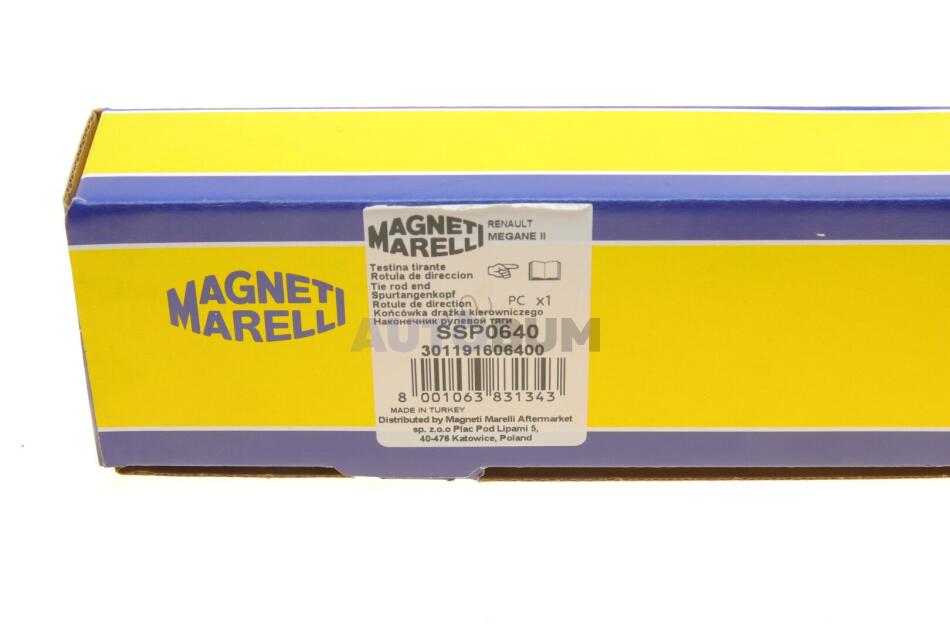 MAGNETI
MARELLI
MAGNETI
MARELLI
RENAULT
MEGANE II
Testina tirante
Rotula de direccion
Tie rod end
Spurtangenkopf
Rotule de direction
Końcówka drążka kierowniczego
Наконечник рулевой тяги
PC x1
SSP0640
AUTOBUM
301191606400
8 001063 831343
MADE IN TURKEY
Distributed by Magneti Marelli Aftermarket
sp. z.o.o Plac Pod Lipami 5,
40-476 Katowice, Poland